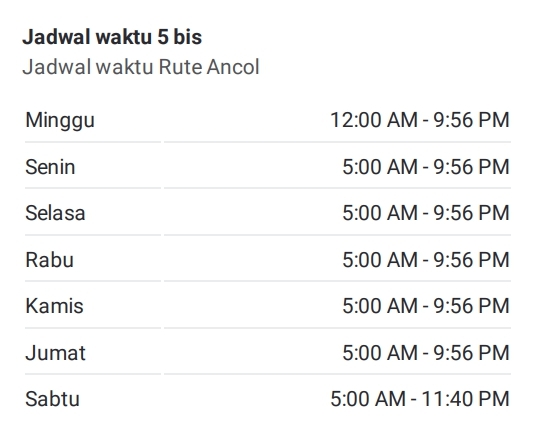 Jadwal waktu 5 bis
Jadwal waktu Rute Ancol
Minggu 12:00 AM - 9:56 PM
Senin 5:00 AM - 9:56 PM
Selasa 5:00 AM - 9:56 PM
Rabu 5:00 AM - 9:56 PM
Kamis 5:00 AM - 9:56 PM
Jumat 5:00 AM - 9:56 PM
Sabtu 5:00 AM - 11:40 PM